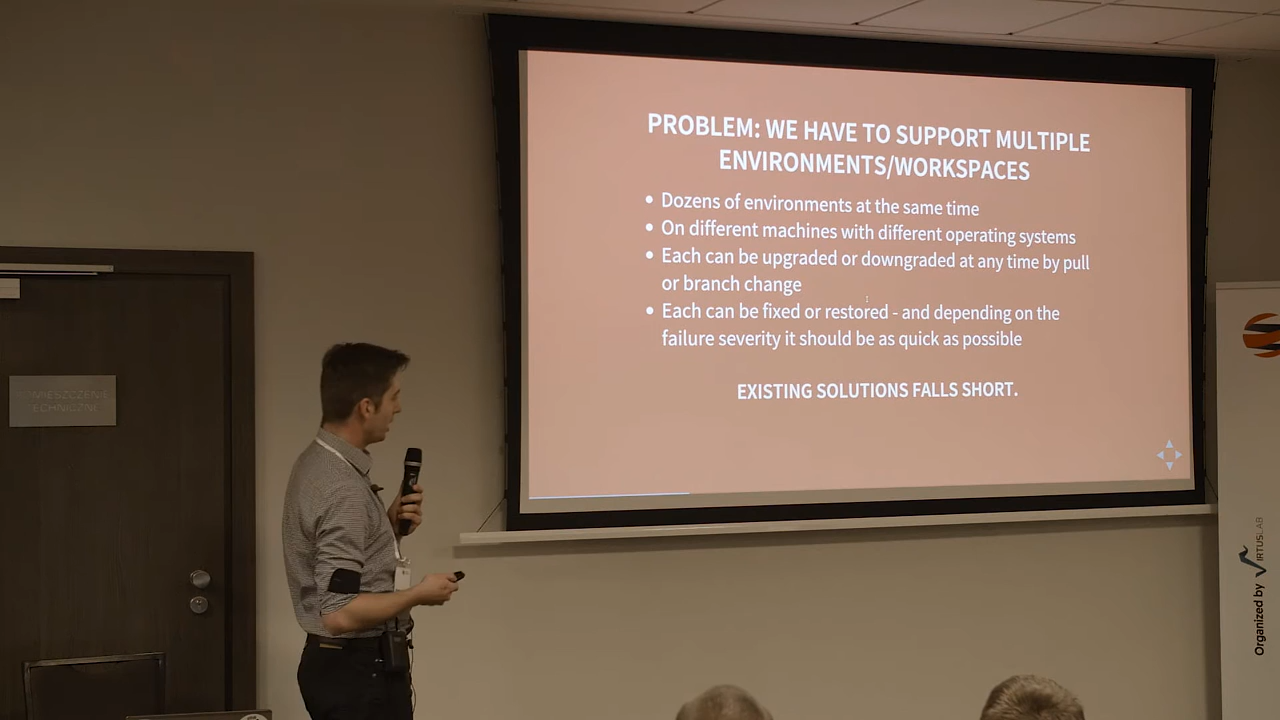 PROBLEM: WE HAVE TO SUPPORT MULTIPLE
ENVIRONMENTS/WORKSPACES
• Dozens of environments at the same time
• On different machines with different operating systems
• Each can be upgraded or downgraded at any time by pull
or branch change
• Each can be fixed or restored - and depending on the
failure severity it should be as quick as possible
EXISTING SOLUTIONS FALLS SHORT.
POMIESZCZENIE
TECHNICZNE
Organized by VIRTUSLAB